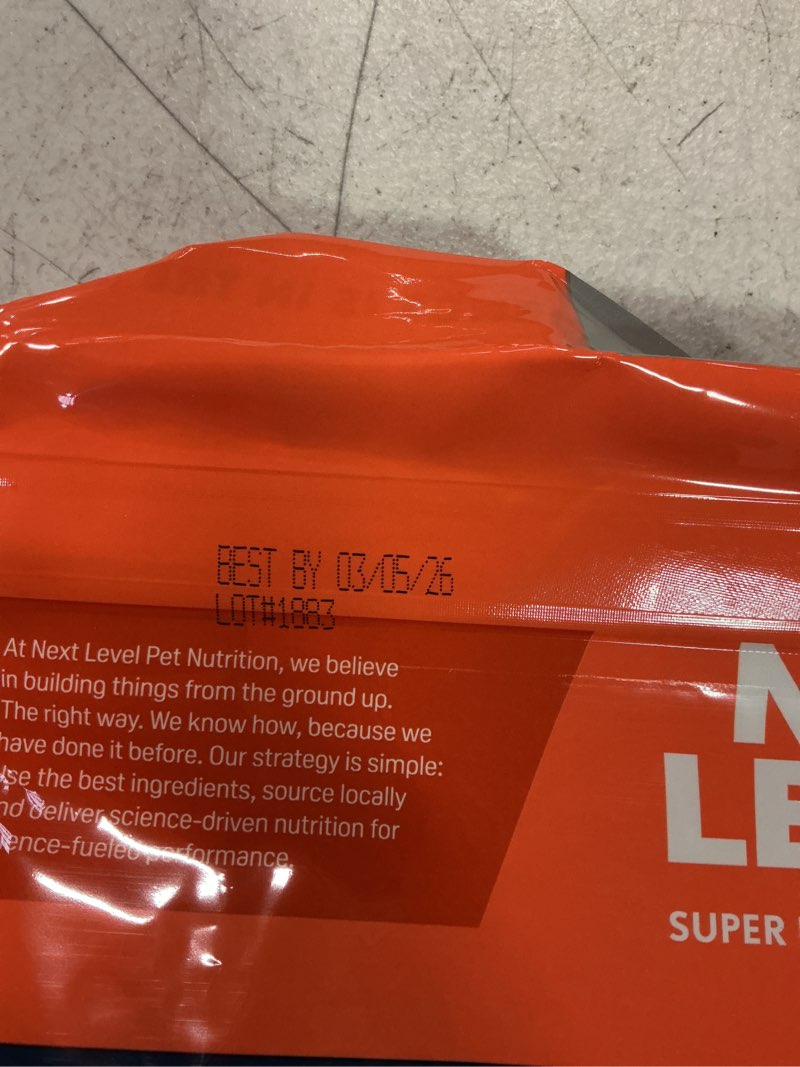 BEST BY 03/05/26
LOT#1883
At Next Level Pet Nutrition, we believe
in building things from the ground up.
The right way. We know how, because we
have done it before. Our strategy is simple:
Use the best ingredients, source locally
and deliver science-driven nutrition for
performance.
LE
SUPER